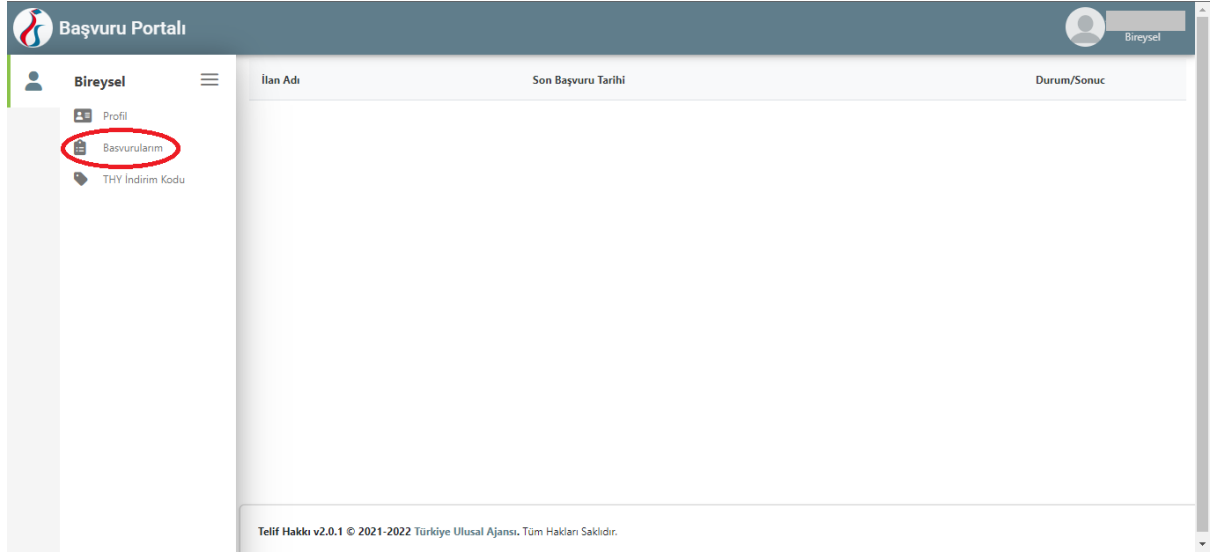 Başvuru Portalı
Bireysel
Bireysel
Profil
Basvurularım
THY İndirim Kodu
İlan Adı Son Başvuru Tarihi Durum/Sonuc
Telif Hakkı v2.0.1 © 2021-2022 Türkiye Ulusal Ajansı. Tüm Hakları Saklıdır.